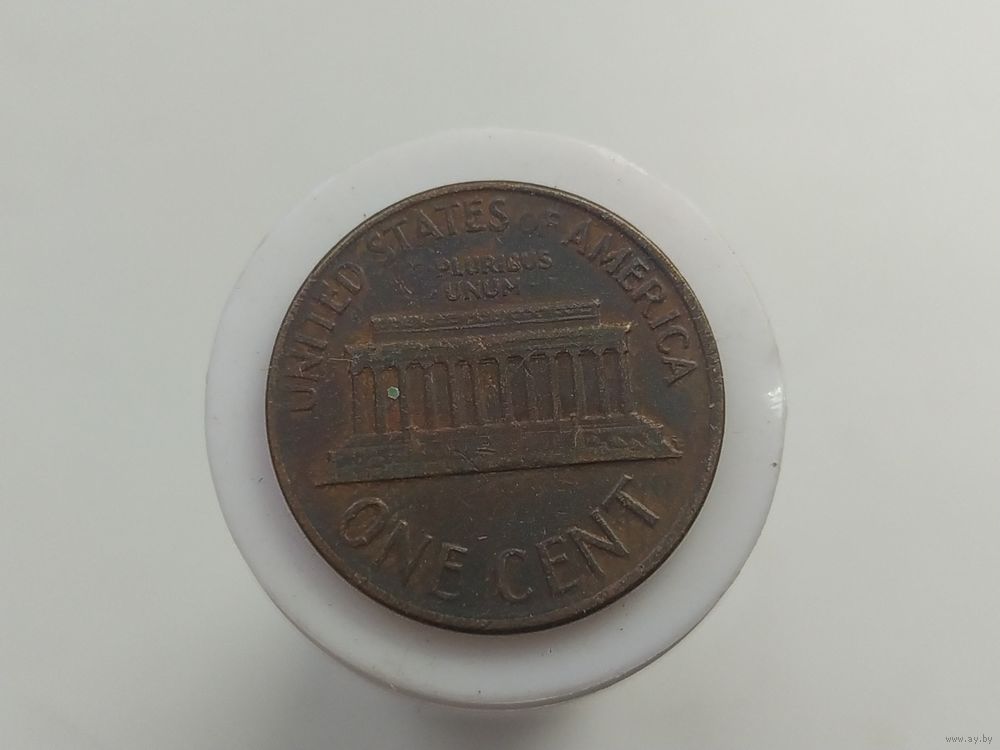 UNITED STATES OF AMERICA
PLURIBUS
UNUM
ONE CENT
www.ay.by